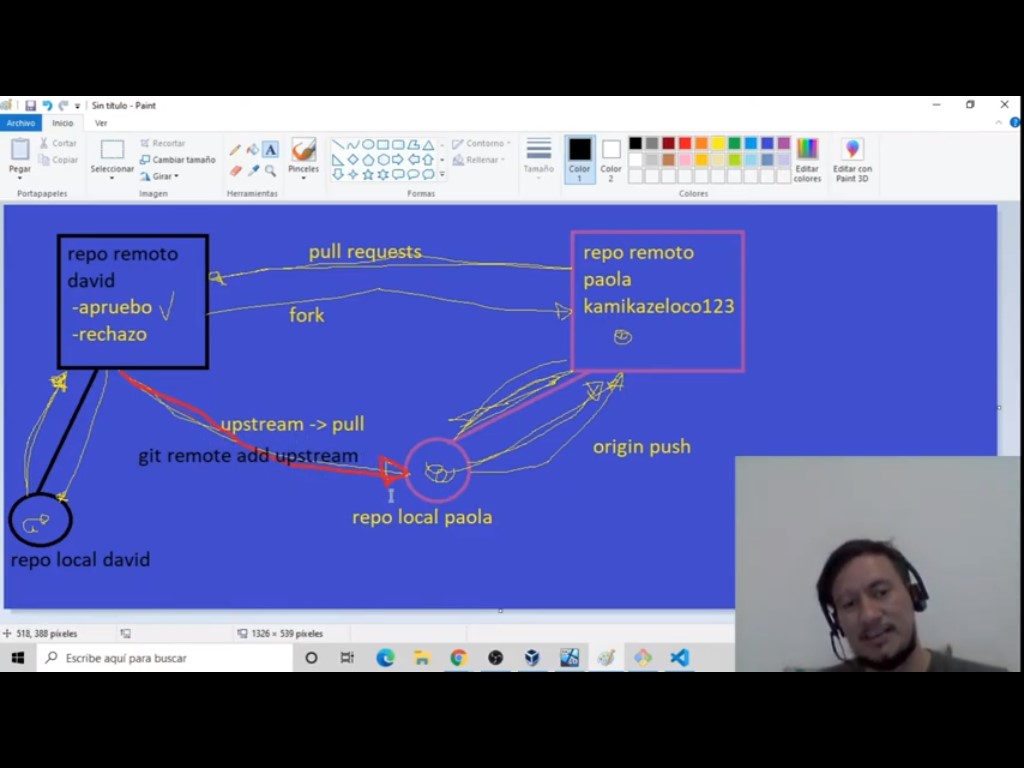 Sin título - Paint
Archivo
Inicio
Ver
Pegar
Cortar
Copiar
Portapapeles
Seleccionar
Recortar
Cambiar tamaño
Girar
Imagen
Herramientas
Pinceles
Contorno
Rellenar
Formas
Tamaño
Color 1
Color 2
Editar colores
Colores
Editar con Paint 3D
repo remoto
david
-apruebo
-rechazo
pull requests
fork
repo remoto
paola
kamikazeloco123
upstream -> pull
git remote add upstream
origin push
repo local paola
repo local david
518, 388 píxeles
1326 × 539 píxeles
Escribe aquí para buscar